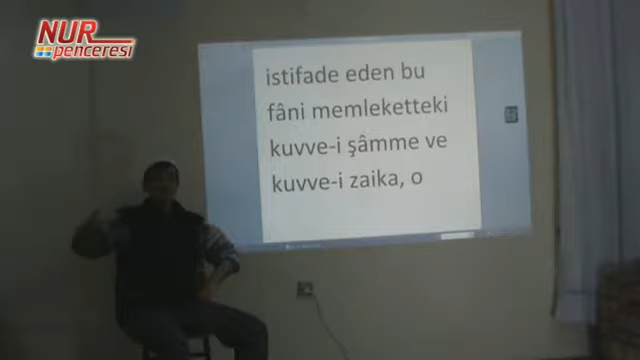 NUR
penceresi
istifade eden bu
fâni memleketteki
kuvve-i şâmme ve
kuvve-i zaika, o